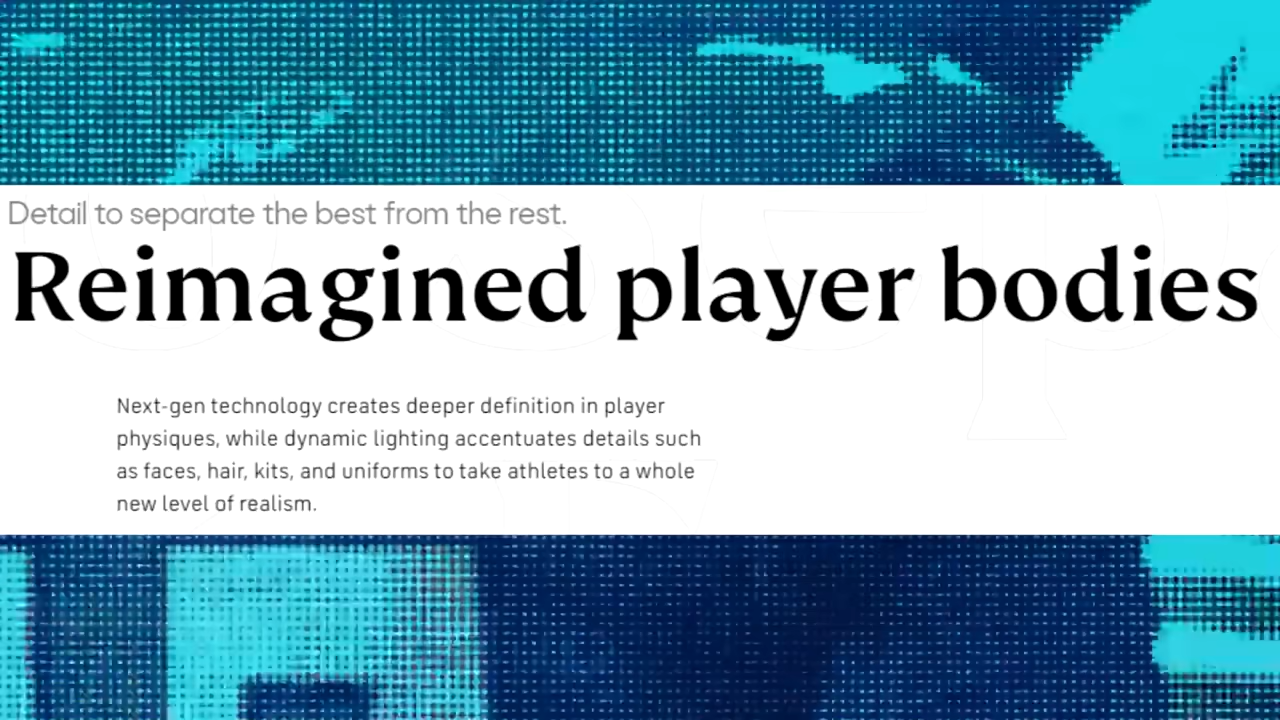 Detail to separate the best from the rest.
Reimagined player bodies
Next-gen technology creates deeper definition in player
physiques, while dynamic lighting accentuates details such
as faces, hair, kits, and uniforms to take athletes to a whole
new level of realism.